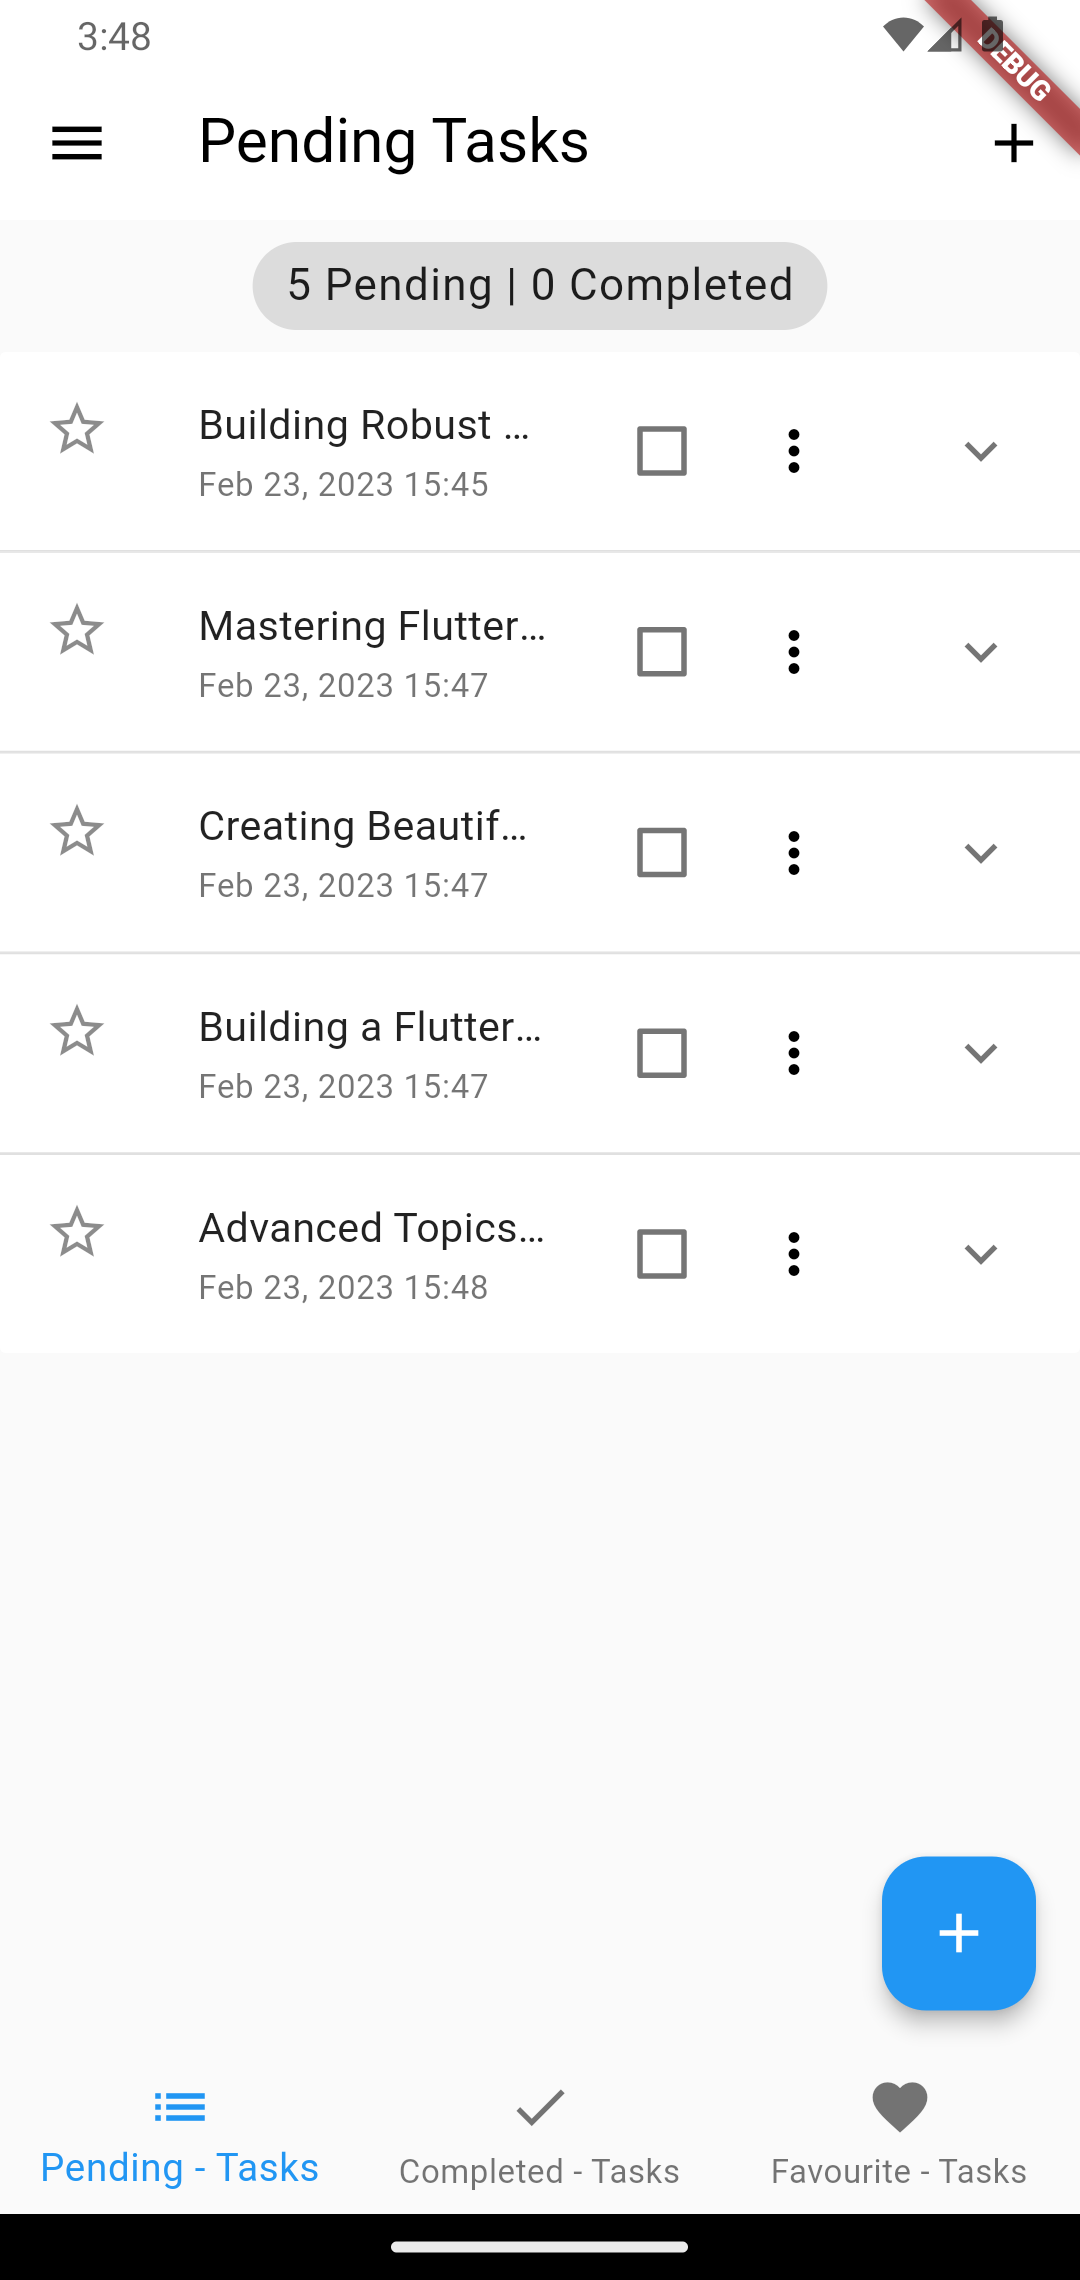 3:48
DEBUG
Pending Tasks
5 Pending | 0 Completed
Building Robust ...
Feb 23, 2023 15:45
Mastering Flutter...
Feb 23, 2023 15:47
Creating Beautif...
Feb 23, 2023 15:47
Building a Flutter...
Feb 23, 2023 15:47
Advanced Topics...
Feb 23, 2023 15:48
Pending - Tasks
Completed - Tasks
Favourite - Tasks